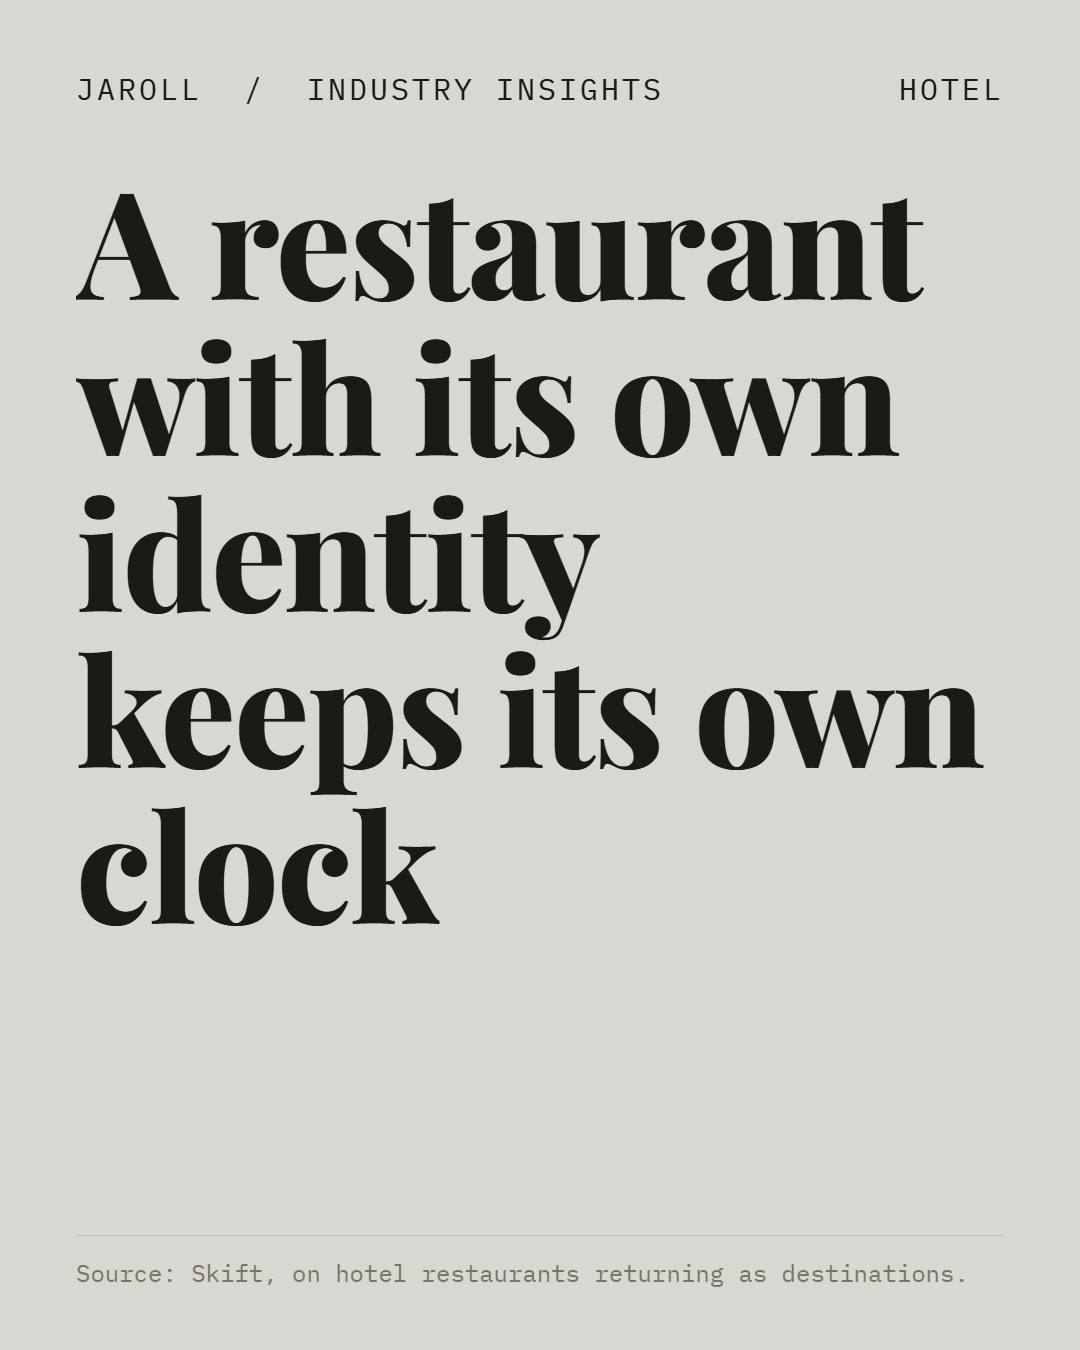 JAROLL / INDUSTRY INSIGHTS HOTEL
A restaurant
with its own
identity
keeps its own
clock
Source: Skift, on hotel restaurants returning as destinations.